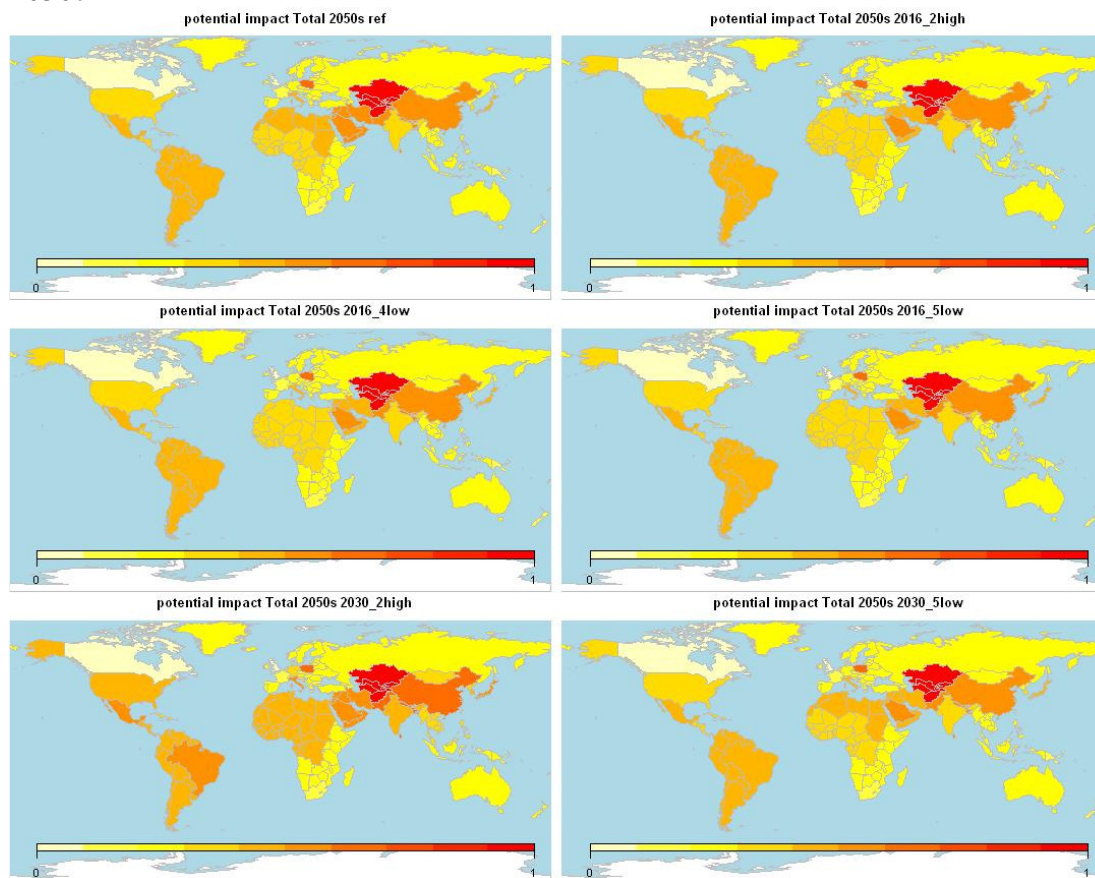 potential impact Total 2050s ref
potential impact Total 2050s 2016_2high
0 1
0 1
potential impact Total 2050s 2016_4low
potential impact Total 2050s 2016_5low
0 1
0 1
potential impact Total 2050s 2030_2high
potential impact Total 2050s 2030_5low
0 1
0 1